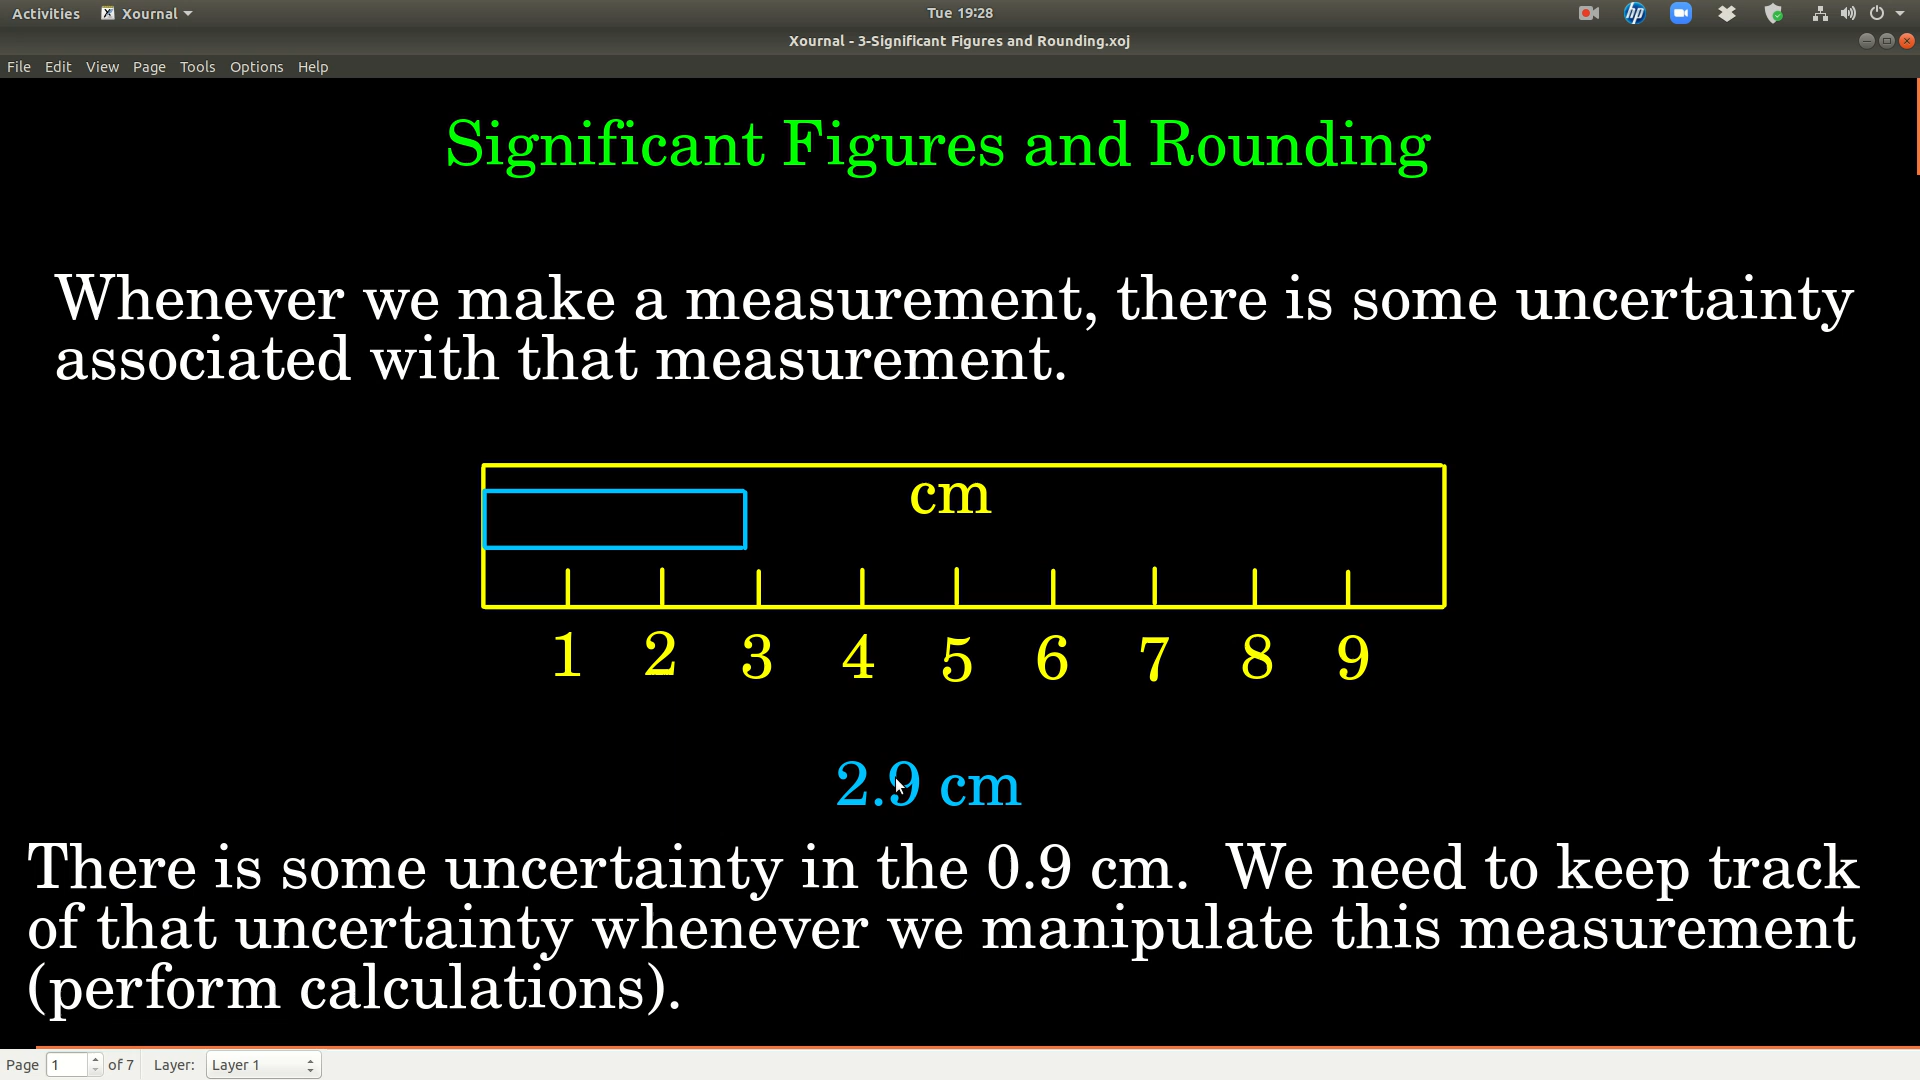 Activities Xournal Tue 19:28
Xournal - 3-Significant Figures and Rounding.xoj
File Edit View Page Tools Options Help
Significant Figures and Rounding
Whenever we make a measurement, there is some uncertainty
associated with that measurement.
cm
1 2 3 4 5 6 7 8 9
2.9 cm
There is some uncertainty in the 0.9 cm. We need to keep track
of that uncertainty whenever we manipulate this measurement
(perform calculations).
Page 1 of 7 Layer: Layer 1